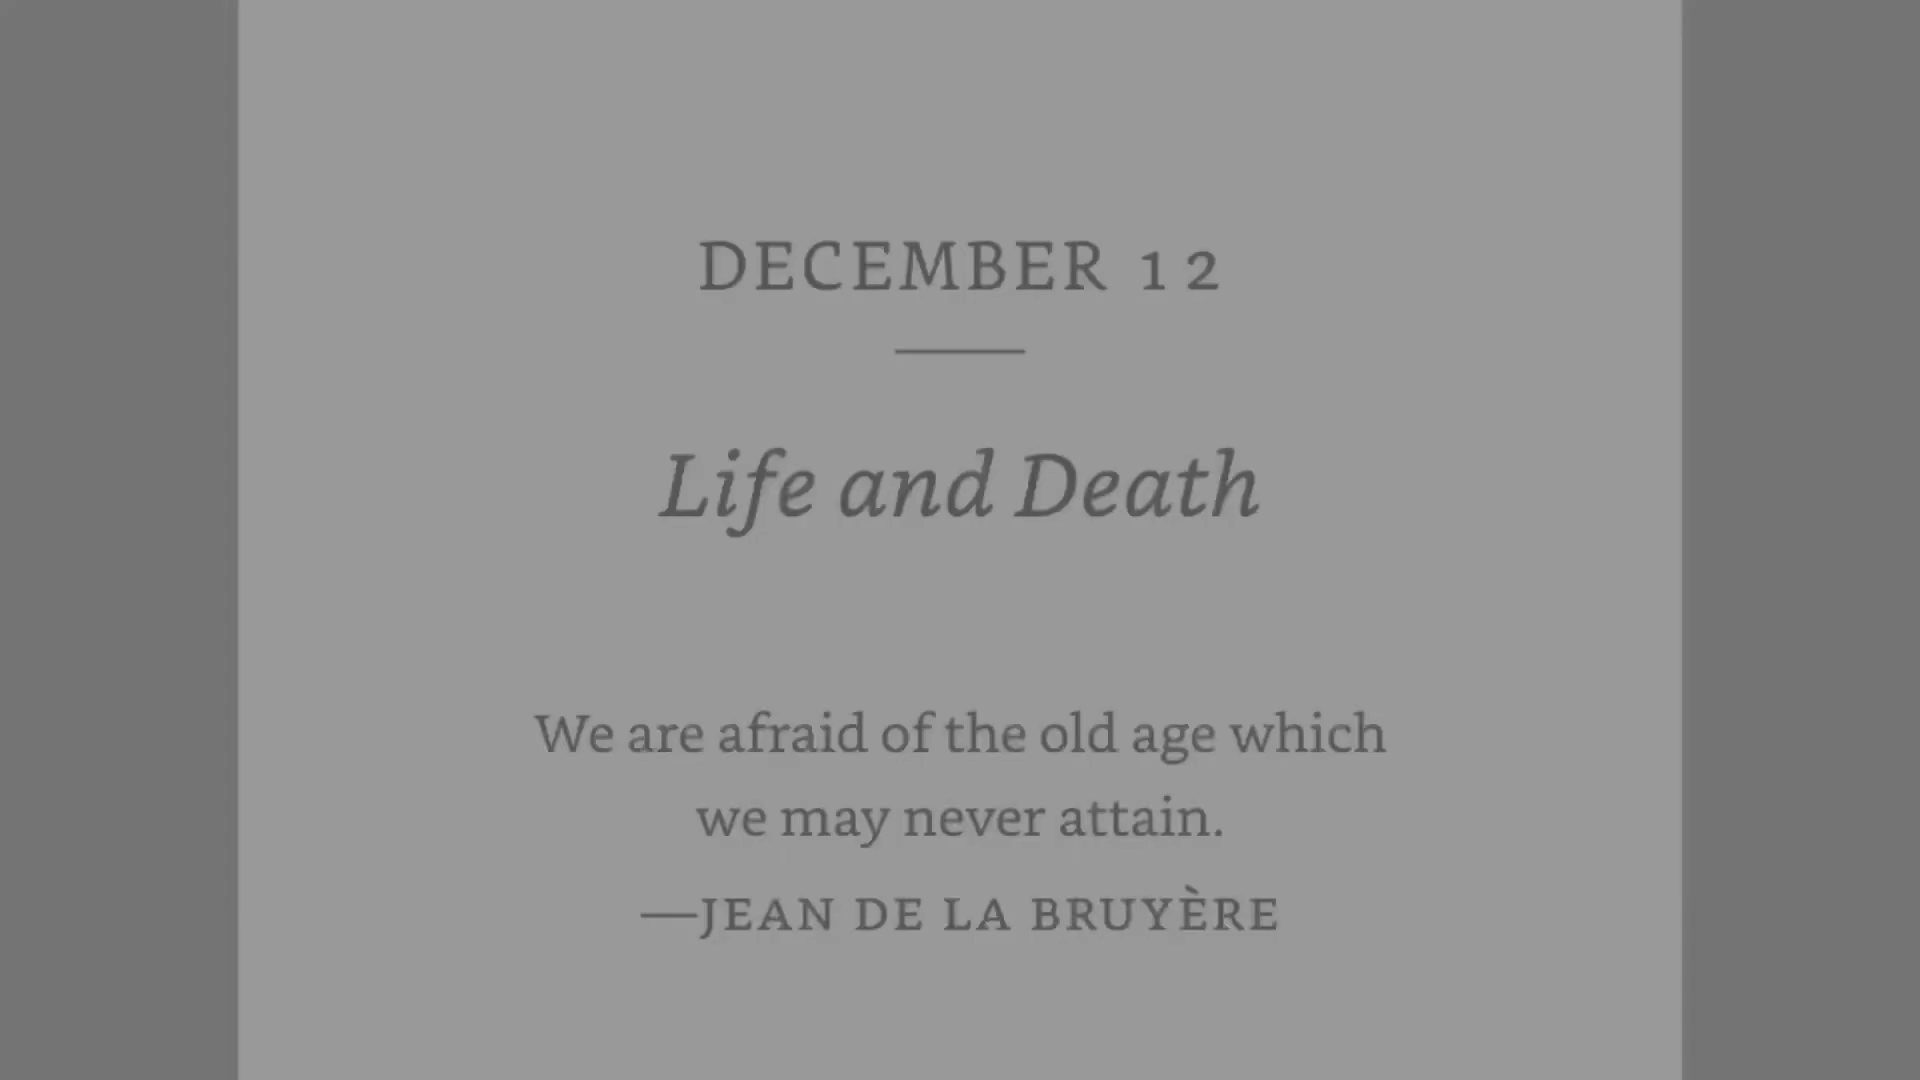 DECEMBER 12
Life and Death
We are afraid of the old age which
we may never attain.
—JEAN DE LA BRUYÈRE